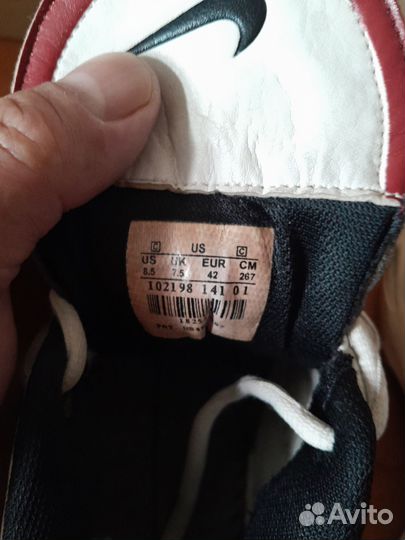 C US C
US UK EUR CM
8.5 7.5 42 267
102198 141 01
Avito